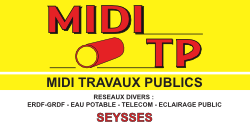 MIDI
TP
MIDI TRAVAUX PUBLICS
RESEAUX DIVERS :
ERDF-GRDF - EAU POTABLE - TELECOM - ECLAIRAGE PUBLIC
SEYSSES